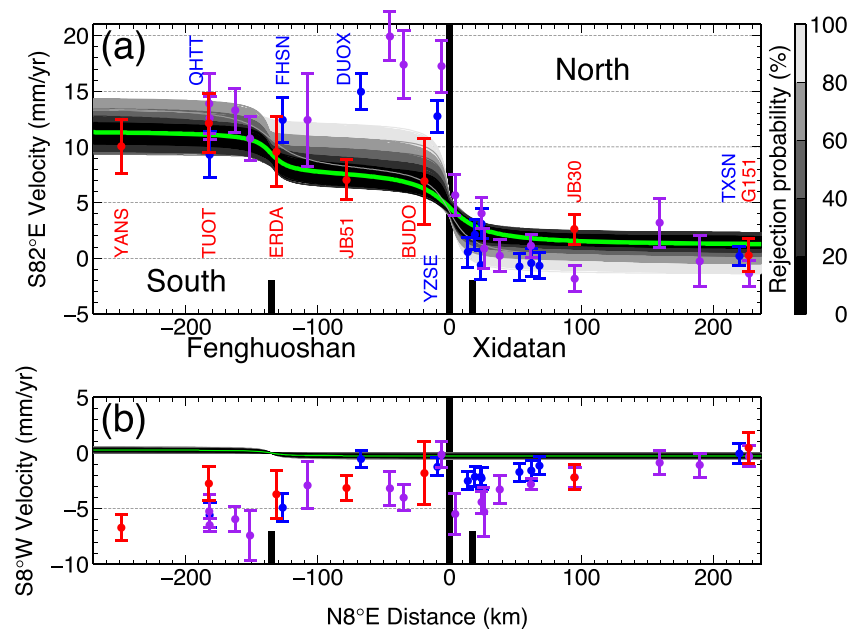 (a)
North
South
QHTT
FHSN
DUOX
YANS
TUOT
ERDA
JB51
BUDO
YZSE
JB30
TXSN
G151
20
15
10
5
0
−5
S82°E Velocity (mm/yr)
−200
−100
0
100
200
Fenghuoshan
Xidatan
100
80
60
40
20
0
Rejection probability (%)
(b)
5
0
−5
−10
S8°W Velocity (mm/yr)
−200
−100
0
100
200
N8°E Distance (km)